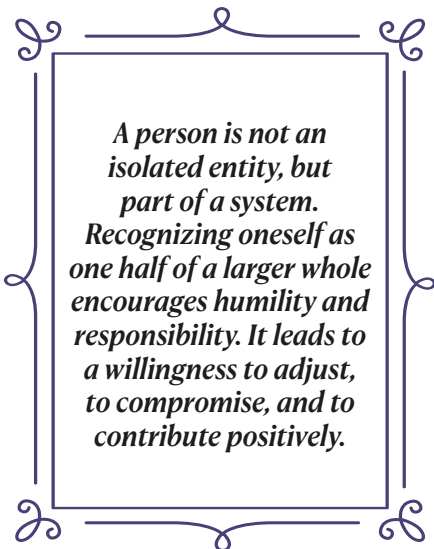 A person is not an
isolated entity, but
part of a system.
Recognizing oneself as
one half of a larger whole
encourages humility and
responsibility. It leads to
a willingness to adjust,
to compromise, and to
contribute positively.